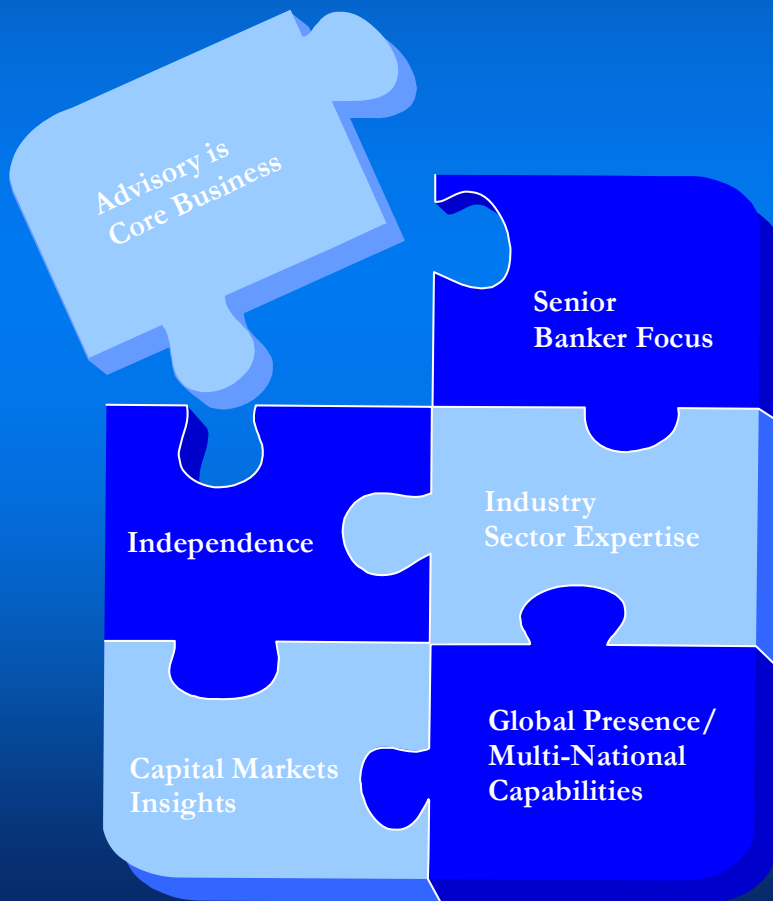 Advisory is
Core Business
Senior
Banker Focus
Independence
Industry
Sector Expertise
Capital Markets
Insights
Global Presence/
Multi-National
Capabilities